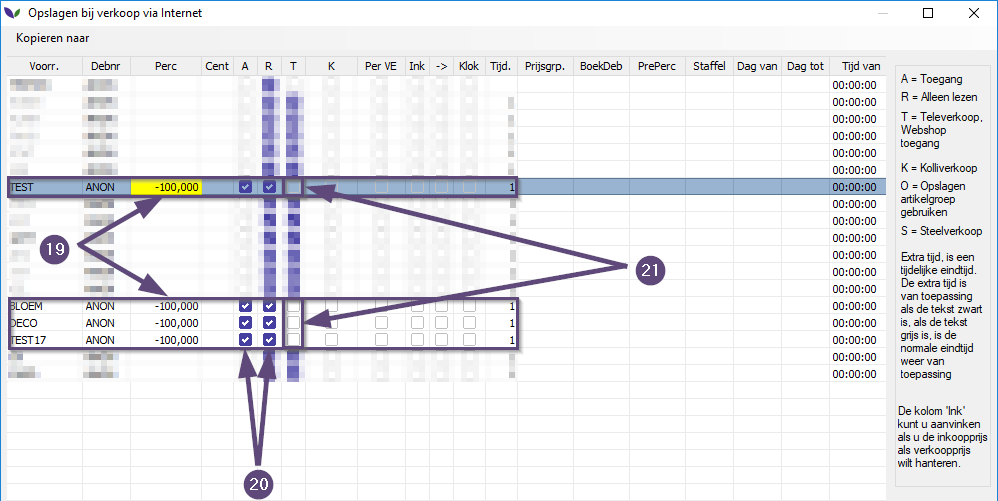 Opslagen bij verkoop via Internet
Kopieren naar
Voorr. Debnr Perc Cent A R T K Per VE Ink -> Klok Tijd. Prijsgrp. BoekDeb PrePerc Staffel Dag van Dag tot Tijd van
00:00:00
00:00:00
00:00:00
00:00:00
00:00:00
00:00:00
TEST ANON -100,000 1 00:00:00
00:00:00
00:00:00
00:00:00
00:00:00
00:00:00
00:00:00
BLOEM ANON -100,000 1 00:00:00
DECO ANON -100,000 1 00:00:00
TEST17 ANON -100,000 1 00:00:00
00:00:00
00:00:00
19
21
20
A = Toegang
R = Alleen lezen
T = Televerkoop,
Webshop
toegang
K = Kolliverkoop
O = Opslagen
artikelgroep
gebruiken
S = Steelverkoop
Extra tijd, is een
tijdelijke eindtijd.
De extra tijd is
van toepassing
als de tekst zwart
is, als de tekst
grijs is, is de
normale eindtijd
weer van
toepassing
De kolom 'Ink'
kunt u aanvinken
als u de inkoopprijs
als verkoopprijs
wilt hanteren.